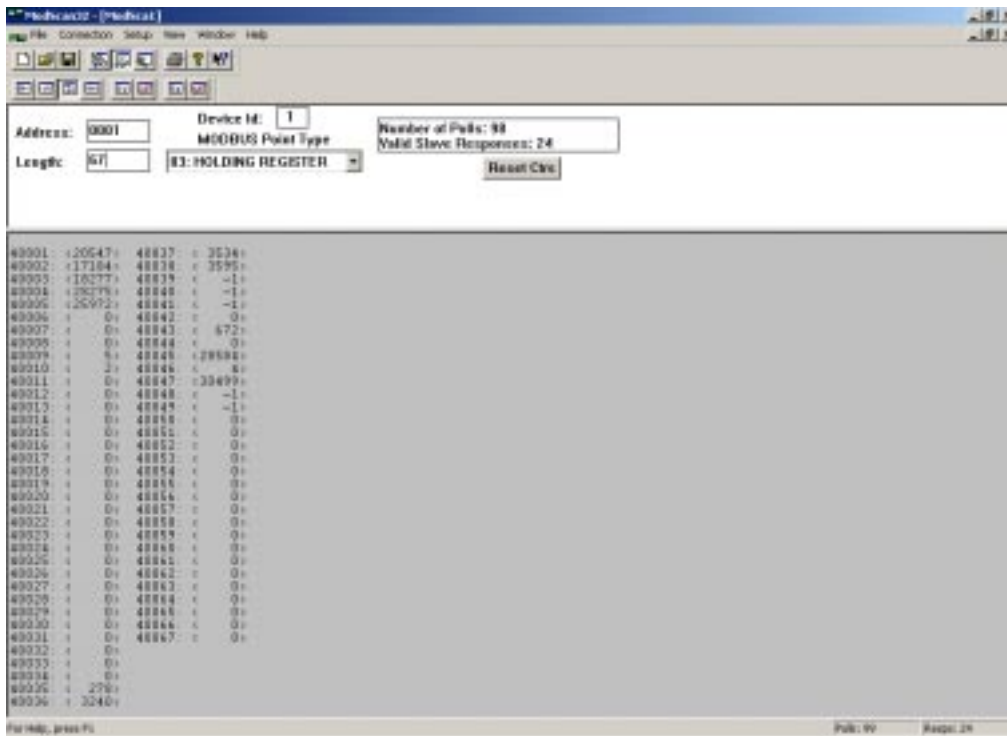 Modscan32 - [Modsca1]
File Connection Setup View Window Help
Address: 0001
Device Id: 1
MODBUS Point Type
Length: 67
03: HOLDING REGISTER
Number of Polls: 98
Valid Slave Responses: 24
Reset Ctrs
40001: <20547> 40037: < 3534>
40002: <17184> 40038: < 3595>
40003: <18277> 40039: < -1>
40004: 40040: < -1>
40005: <25972> 40041: < -1>
40006: < 0> 40042: < 0>
40007: < 0> 40043: < 672>
40008: < 0> 40044: < 0>
40009: < 5> 40045:
40010: < 2> 40046:
40011: < 0> 40047:
40012: < 0> 40048: < -1>
40013: < 0> 40049: < -1>
40014: < 0> 40050: < 0>
40015: < 0> 40051: < 0>
40016: < 0> 40052: < 0>
40017: < 0> 40053: < 0>
40018: < 0> 40054: < 0>
40019: < 0> 40055: < 0>
40020: < 0> 40056: < 0>
40021: < 0> 40057: < 0>
40022: < 0> 40058: < 0>
40023: < 0> 40059: < 0>
40024: < 0> 40060: < 0>
40025: < 0> 40061: < 0>
40026: < 0> 40062: < 0>
40027: < 0> 40063: < 0>
40028: < 0> 40064: < 0>
40029: < 0> 40065: < 0>
40030: < 0> 40066: < 0>
40031: < 0> 40067: < 0>
40032: < 0>
40033: < 0>
40034: < 0>
40035: < 278>
40036: < 3240>
For Help, press F1
Polls: 99
Resps: 24